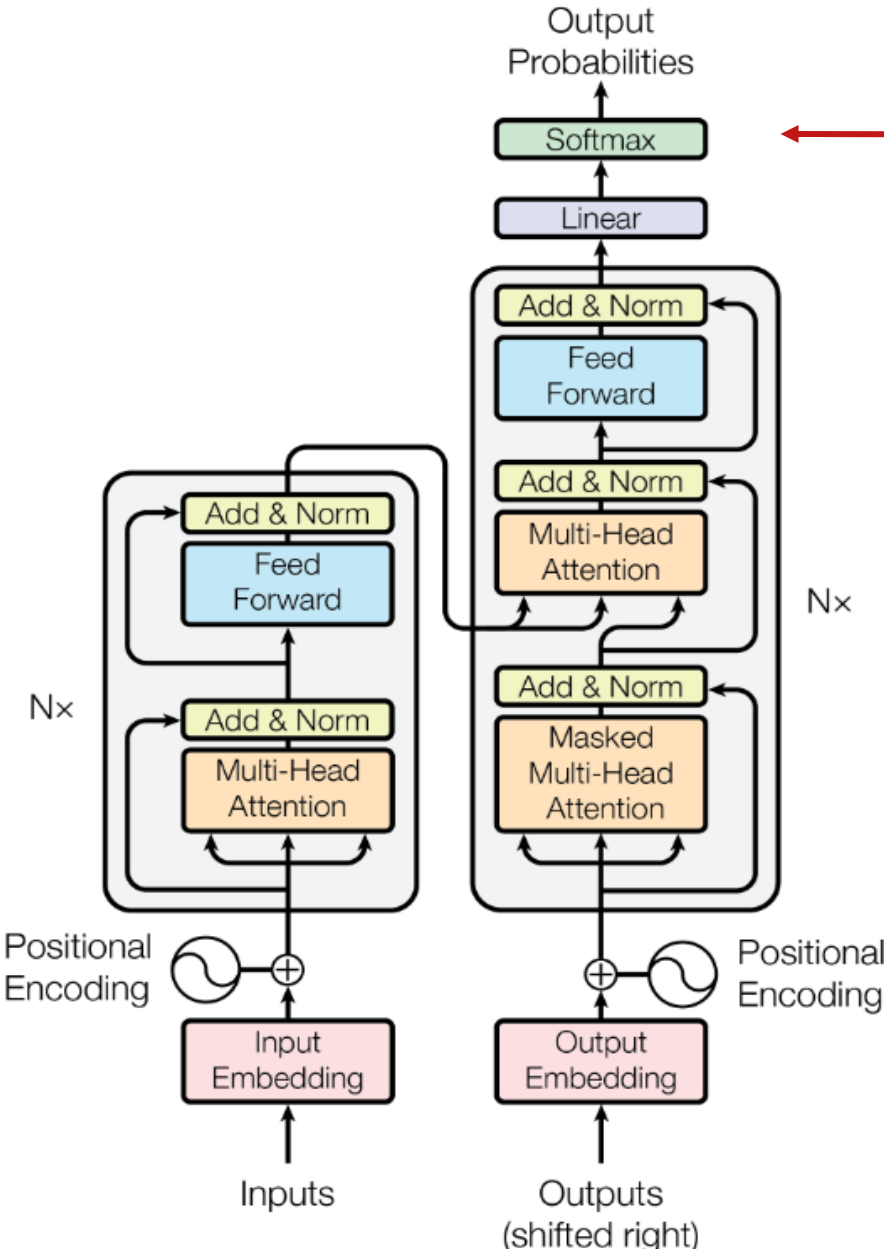 Output
Probabilities
Softmax
Linear
Add & Norm
Feed
Forward
Add & Norm
Multi-Head
Attention
Nx
Add & Norm
Masked
Multi-Head
Attention
Add & Norm
Feed
Forward
Nx
Add & Norm
Multi-Head
Attention
Positional
Encoding
Positional
Encoding
Input
Embedding
Output
Embedding
Inputs
Outputs
(shifted right)